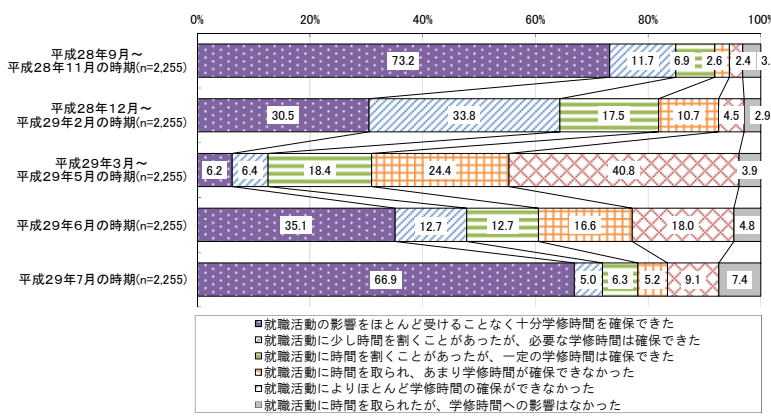 0% 20% 40% 60% 80% 100%
平成28年9月～
平成28年11月の時期(n=2,255)
73.2 11.7 6.9 2.6 2.4 3.
平成28年12月～
平成29年2月の時期(n=2,255)
30.5 33.8 17.5 10.7 4.5 2.9
平成29年3月～
平成29年5月の時期(n=2,255)
6.2 6.4 18.4 24.4 40.8 3.9
平成29年6月の時期(n=2,255)
35.1 12.7 12.7 16.6 18.0 4.8
平成29年7月の時期(n=2,255)
66.9 5.0 6.3 5.2 9.1 7.4
就職活動の影響をほとんど受けることなく十分学修時間を確保できた
就職活動に少し時間を割くことがあったが、必要な学修時間は確保できた
就職活動に時間を割くことがあったが、一定の学修時間は確保できた
就職活動に時間を取られ、あまり学修時間が確保できなかった
就職活動によりほとんど学修時間の確保ができなかった
就職活動に時間を取られたが、学修時間への影響はなかった